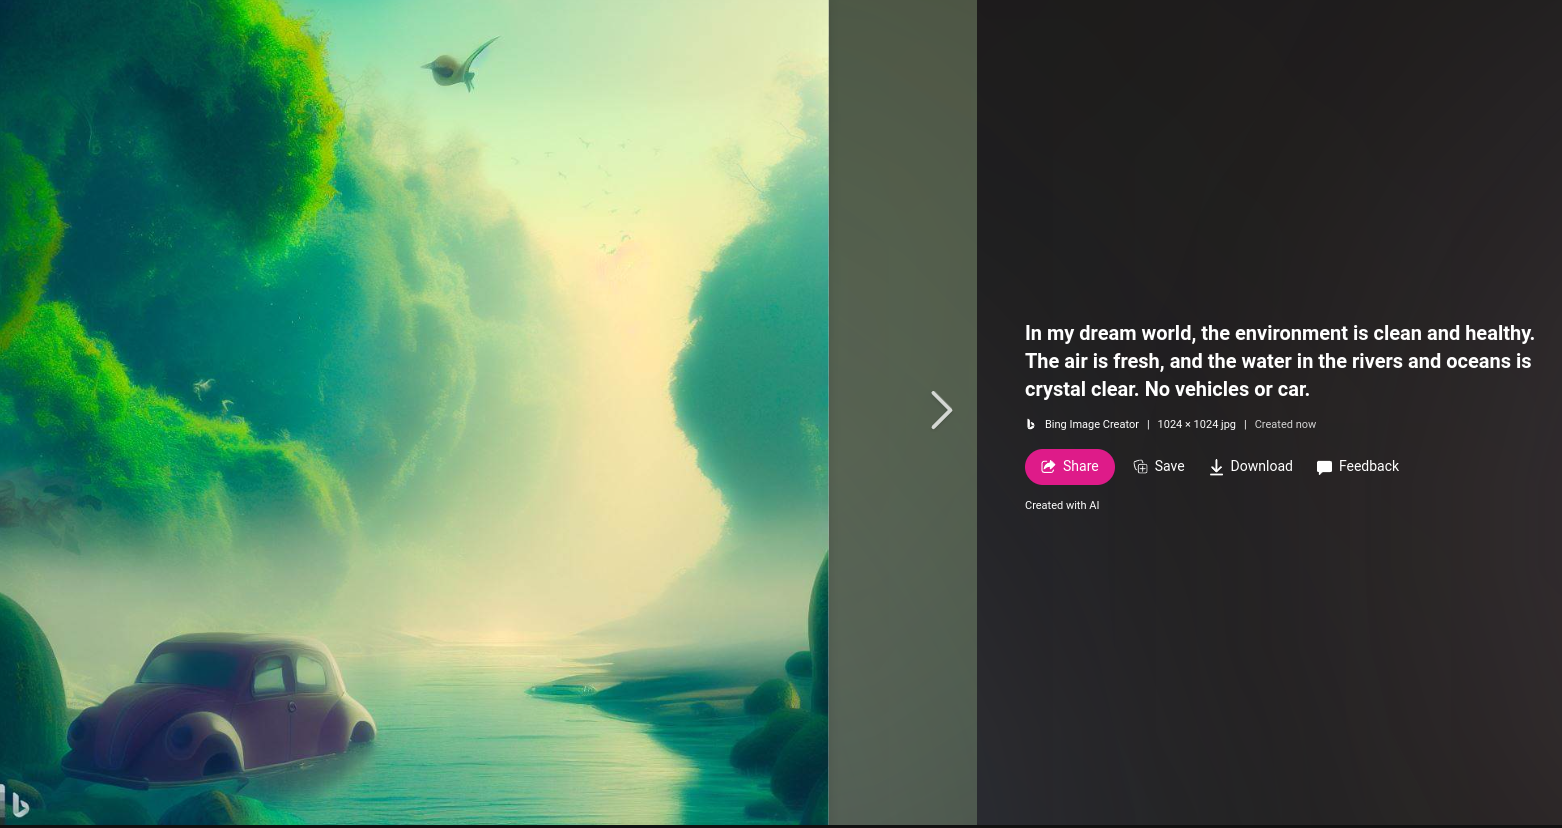 In my dream world, the environment is clean and healthy.
The air is fresh, and the water in the rivers and oceans is
crystal clear. No vehicles or car.
Bing Image Creator | 1024 × 1024 jpg | Created now
Share Save Download Feedback
Created with AI